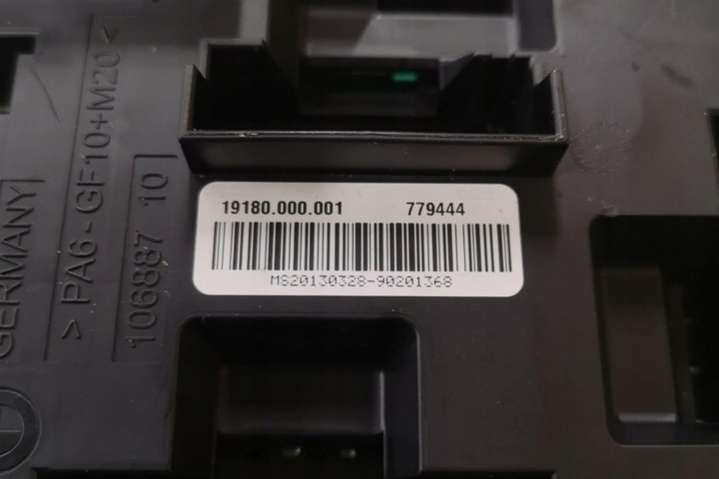 19180.000.001 779444
MS20130328-90201368
GERMANY
> PA6 - GF10+M20 <
106887 10